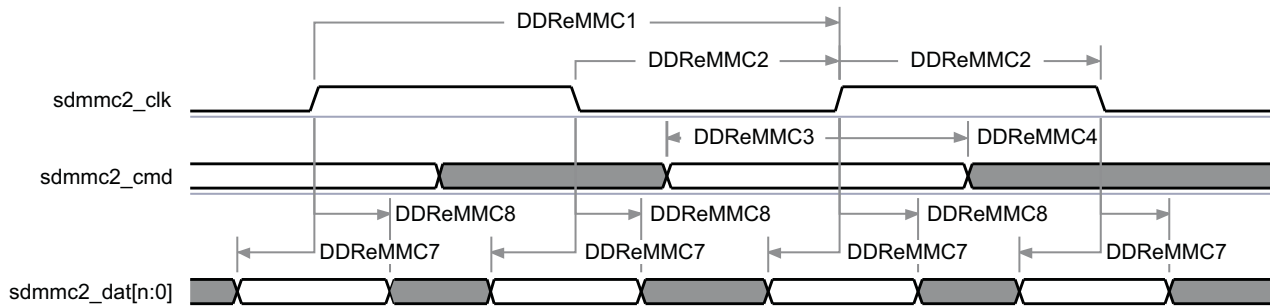 DDReMMC1
DDReMMC2 DDReMMC2
sdmmc2_clk
DDReMMC3 DDReMMC4
sdmmc2_cmd
DDReMMC8 DDReMMC8 DDReMMC8
DDReMMC7 DDReMMC7 DDReMMC7 DDReMMC7
sdmmc2_dat[n:0]